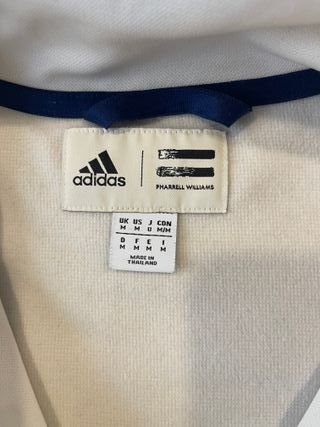 adidas
PHARRELL WILLIAMS
UK US J CDN
M M O M/M
D F E I
M M M M
MADE IN
THAILAND